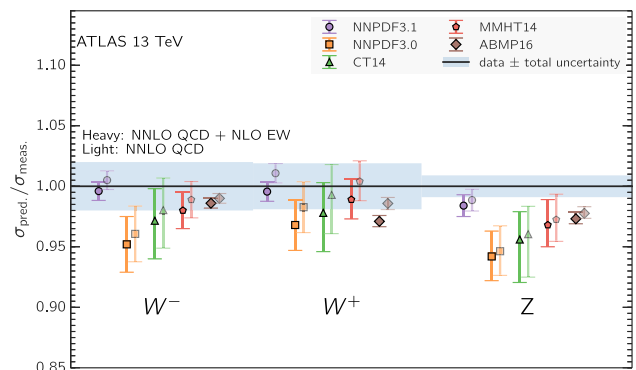 ATLAS 13 TeV
NNPDF3.1
NNPDF3.0
CT14
MMHT14
ABMP16
data ± total uncertainty
Heavy: NNLO QCD + NLO EW
Light: NNLO QCD
σpred./σmeas.
1.10
1.05
1.00
0.95
0.90
0.85
W⁻
W⁺
Z